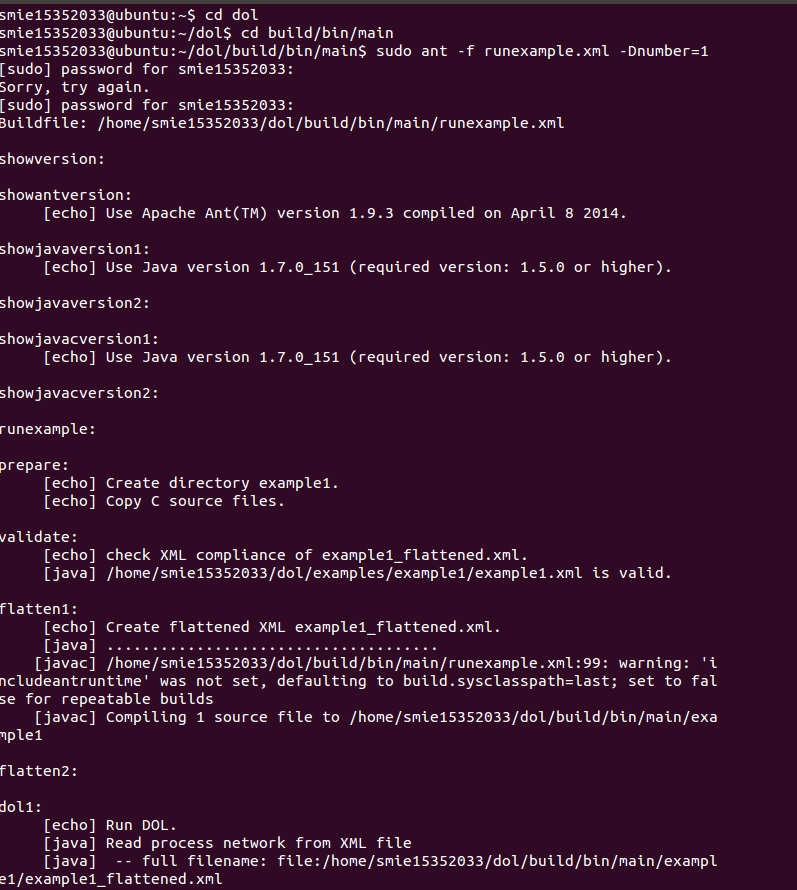 smie15352033@ubuntu:~$ cd dol
smie15352033@ubuntu:~/dol$ cd build/bin/main
smie15352033@ubuntu:~/dol/build/bin/main$ sudo ant -f runexample.xml -Dnumber=1
[sudo] password for smie15352033:
Sorry, try again.
[sudo] password for smie15352033:
Buildfile: /home/smie15352033/dol/build/bin/main/runexample.xml

showversion:

showantversion:
     [echo] Use Apache Ant(TM) version 1.9.3 compiled on April 8 2014.

showjavaversion1:
     [echo] Use Java version 1.7.0_151 (required version: 1.5.0 or higher).

showjavaversion2:

showjavacversion1:
     [echo] Use Java version 1.7.0_151 (required version: 1.5.0 or higher).

showjavacversion2:

runexample:

prepare:
     [echo] Create directory example1.
     [echo] Copy C source files.

validate:
     [echo] check XML compliance of example1_flattened.xml.
     [java] /home/smie15352033/dol/examples/example1/example1.xml is valid.

flatten1:
     [echo] Create flattened XML example1_flattened.xml.
     [java] .....................................
    [javac] /home/smie15352033/dol/build/bin/main/runexample.xml:99: warning: 'i
ncludeantruntime' was not set, defaulting to build.sysclasspath=last; set to fal
se for repeatable builds
    [javac] Compiling 1 source file to /home/smie15352033/dol/build/bin/main/exa
mple1

flatten2:

dol1:
     [echo] Run DOL.
     [java] Read process network from XML file
     [java]  -- full filename: file:/home/smie15352033/dol/build/bin/main/exampl
e1/example1_flattened.xml